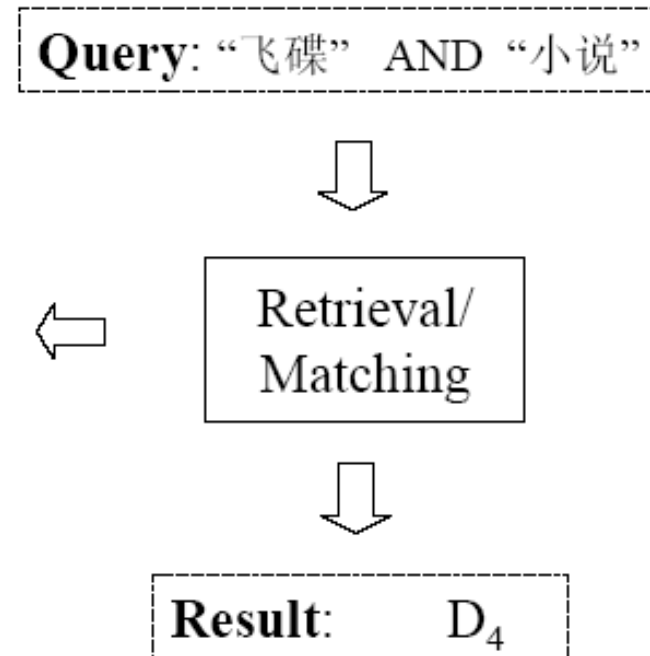 Query: “飞碟” AND “小说”
Retrieval/
Matching
Result: D₄